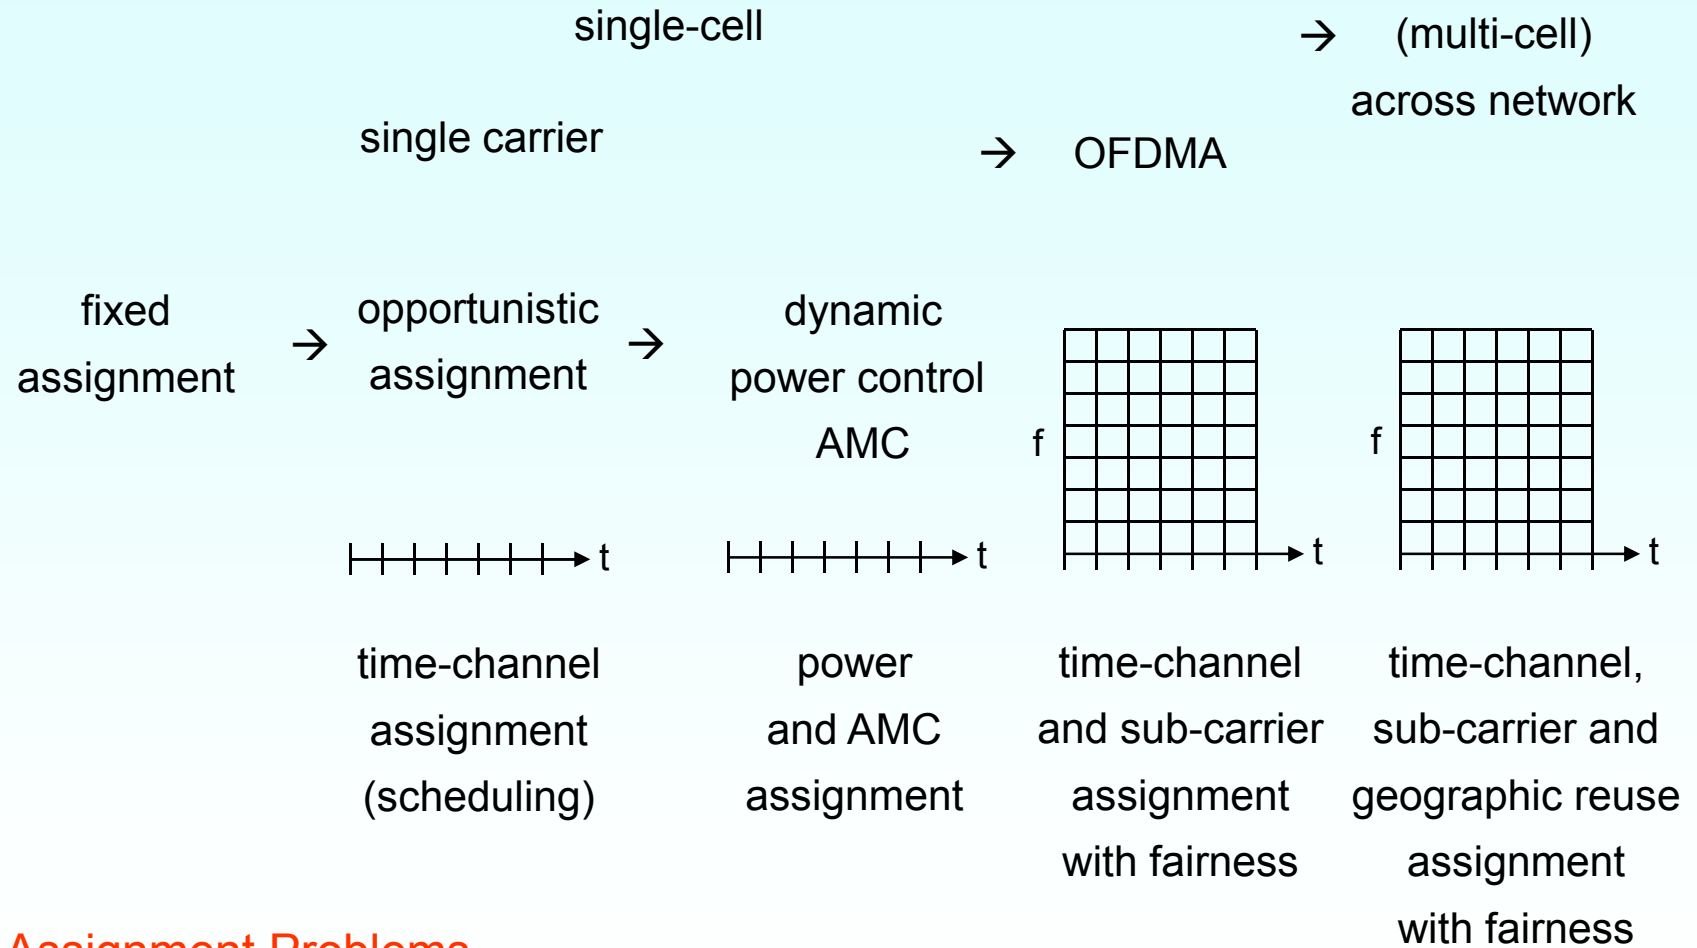 single-cell
→ (multi-cell)
across network
single carrier
→ OFDMA
fixed
assignment
→
opportunistic
assignment
→
dynamic
power control
AMC
f
f
t
t
t
t
time-channel
assignment
(scheduling)
power
and AMC
assignment
time-channel
and sub-carrier
assignment
with fairness
time-channel,
sub-carrier and
geographic reuse
assignment
with fairness
Assignment Problems